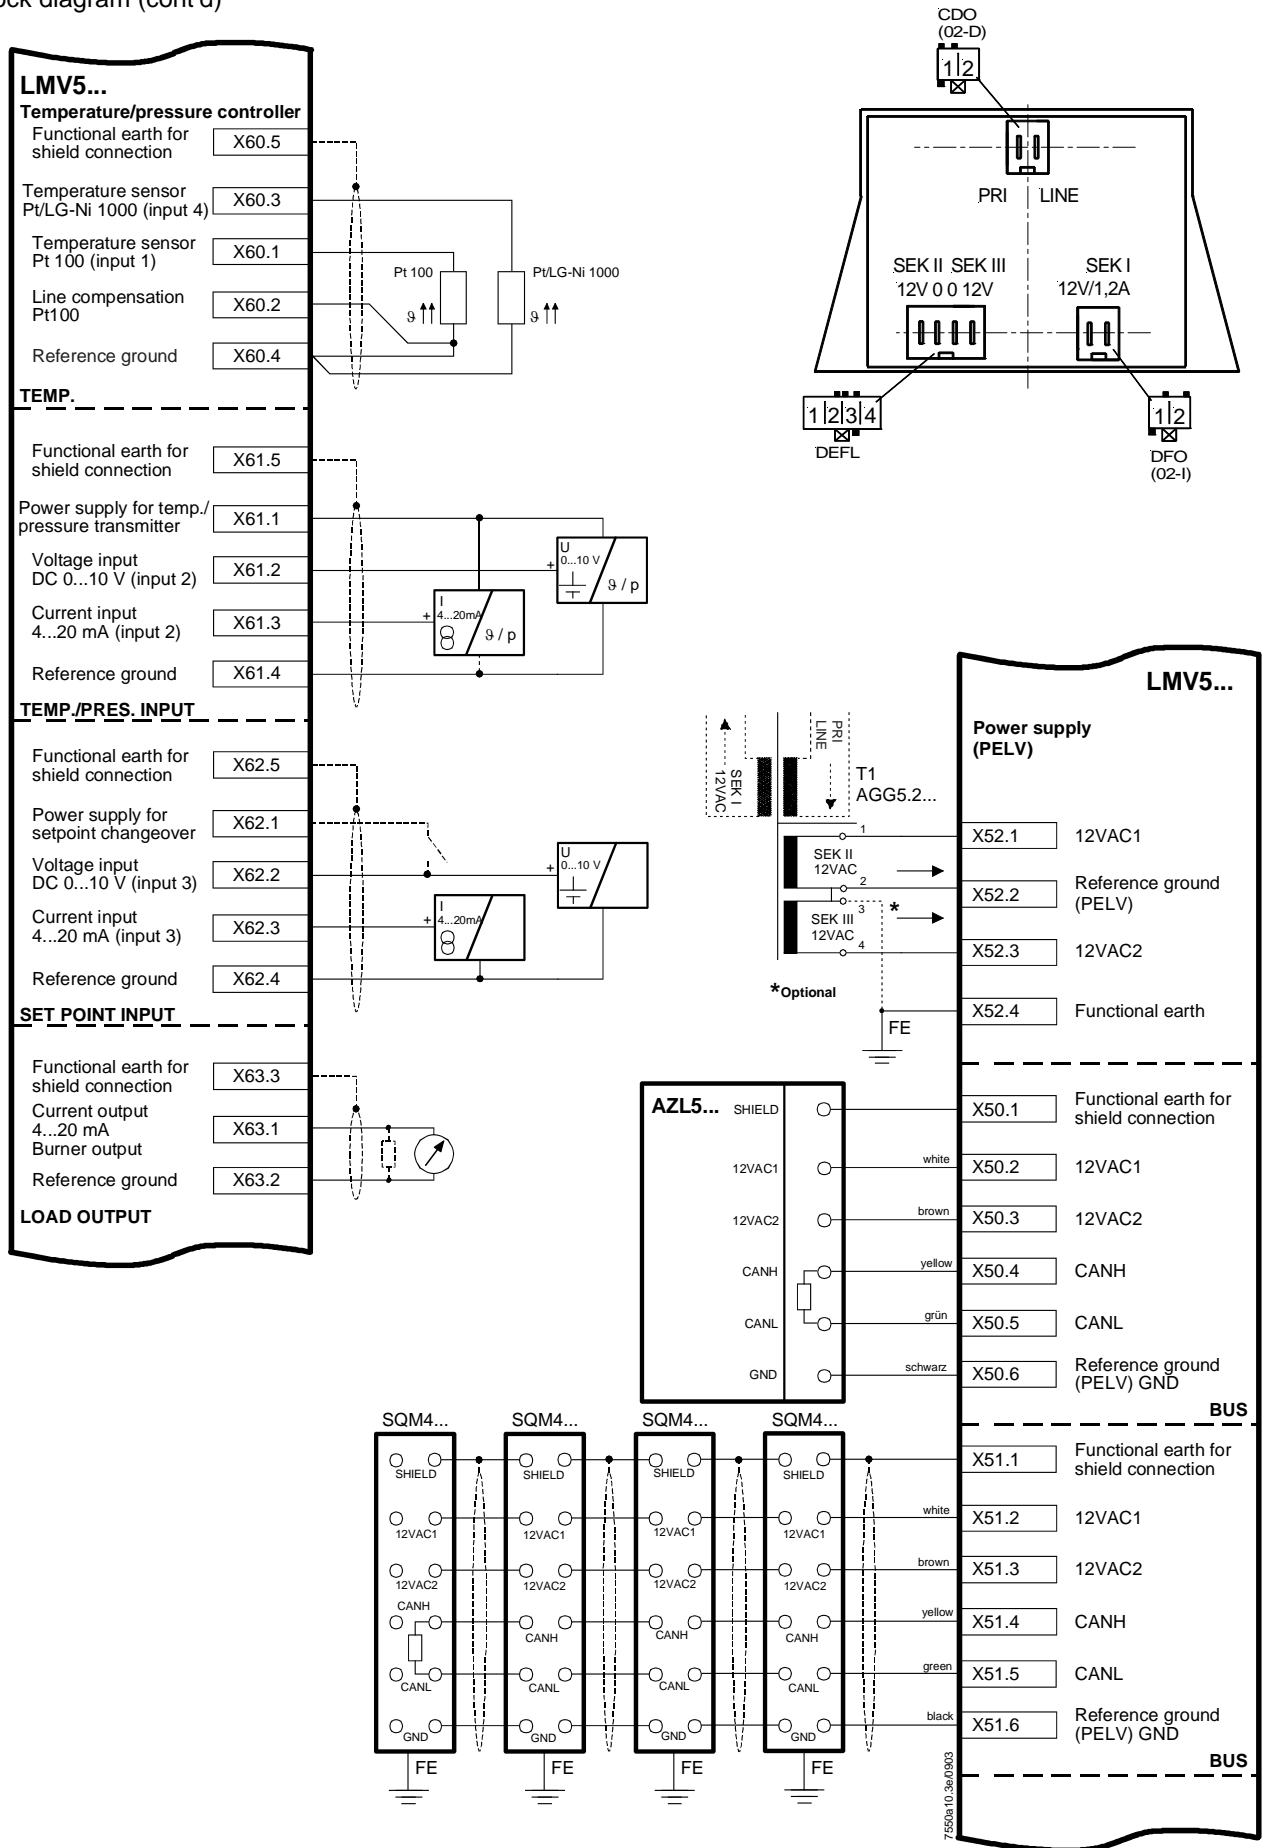 ock diagram (cont'd)
LMV5...
Temperature/pressure controller
Functional earth for
shield connection
X60.5
Temperature sensor
Pt/LG-Ni 1000 (input 4)
X60.3
Temperature sensor
Pt 100 (input 1)
X60.1
Line compensation
Pt100
X60.2
Reference ground
X60.4
TEMP.
Pt 100
ϑ
Pt/LG-Ni 1000
ϑ
Functional earth for
shield connection
X61.5
Power supply for temp./
pressure transmitter
X61.1
Voltage input
DC 0...10 V (input 2)
X61.2
Current input
4...20 mA (input 2)
X61.3
Reference ground
X61.4
TEMP./PRES. INPUT
U
0...10 V
+
ϑ / p
I
4...20mA
+
ϑ / p
Functional earth for
shield connection
X62.5
Power supply for
setpoint changeover
X62.1
Voltage input
DC 0...10 V (input 3)
X62.2
Current input
4...20 mA (input 3)
X62.3
Reference ground
X62.4
SET POINT INPUT
U
0...10 V
+
I
4...20mA
+
Functional earth for
shield connection
X63.3
Current output
4...20 mA
Burner output
X63.1
Reference ground
X63.2
LOAD OUTPUT
CDO
(02-D)
1 2
PRI LINE
SEK II SEK III
12V 0 0 12V
SEK I
12V/1,2A
1 2 3 4
DEFL
1 2
DFO
(02-I)
LMV5...
Power supply
(PELV)
SEK I
12VAC
PRI
LINE
T1
AGG5.2...
1
SEK II
12VAC
2
3
*
SEK III
12VAC
4
*Optional
FE
X52.1
12VAC1
X52.2
Reference ground
(PELV)
X52.3
12VAC2
X52.4
Functional earth
AZL5...
SHIELD
X50.1
Functional earth for
shield connection
12VAC1
white
X50.2
12VAC1
12VAC2
brown
X50.3
12VAC2
CANH
yellow
X50.4
CANH
CANL
grün
X50.5
CANL
GND
schwarz
X50.6
Reference ground
(PELV) GND
BUS
SQM4...
SQM4...
SQM4...
SQM4...
SHIELD
SHIELD
SHIELD
SHIELD
X51.1
Functional earth for
shield connection
12VAC1
12VAC1
12VAC1
12VAC1
white
X51.2
12VAC1
12VAC2
12VAC2
12VAC2
12VAC2
brown
X51.3
12VAC2
CANH
CANH
CANH
CANH
yellow
X51.4
CANH
CANL
CANL
CANL
CANL
green
X51.5
CANL
GND
GND
GND
GND
black
X51.6
Reference ground
(PELV) GND
BUS
FE
FE
FE
FE
7550a10.3e/0903